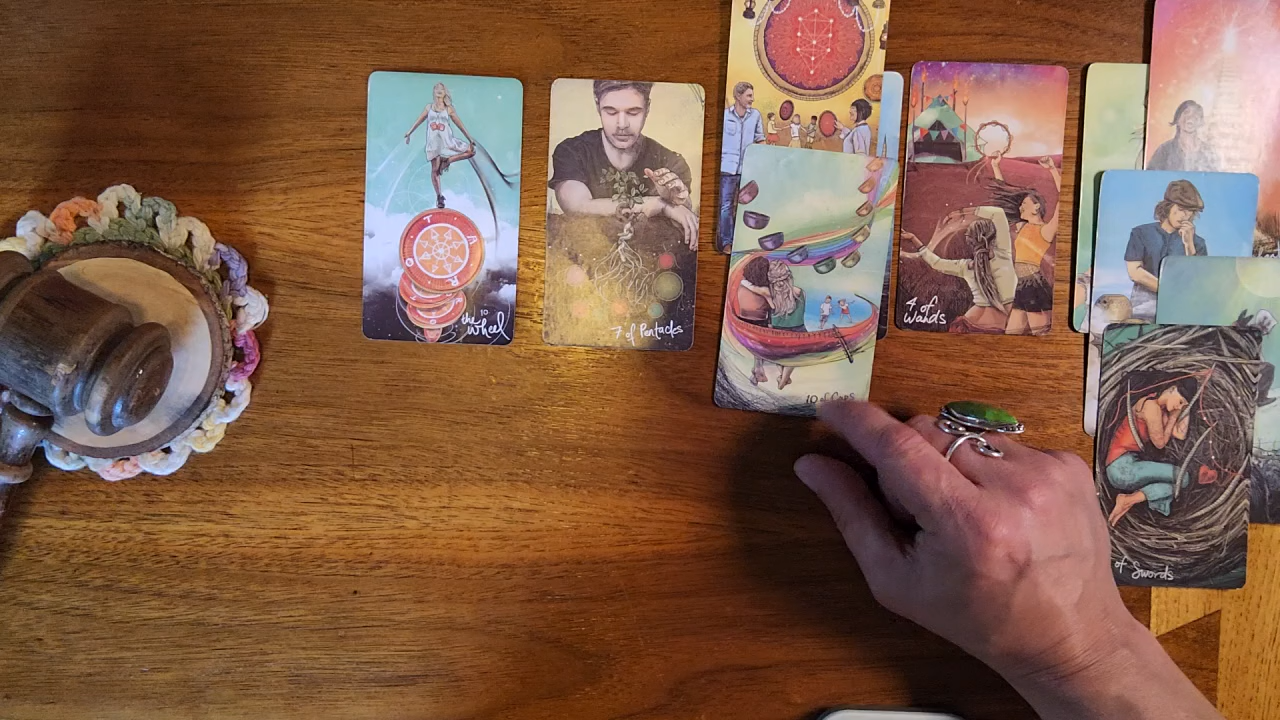 the 10
Wheel
7 of Pentacles
10 of Cups
4 of
Wands
of Swords